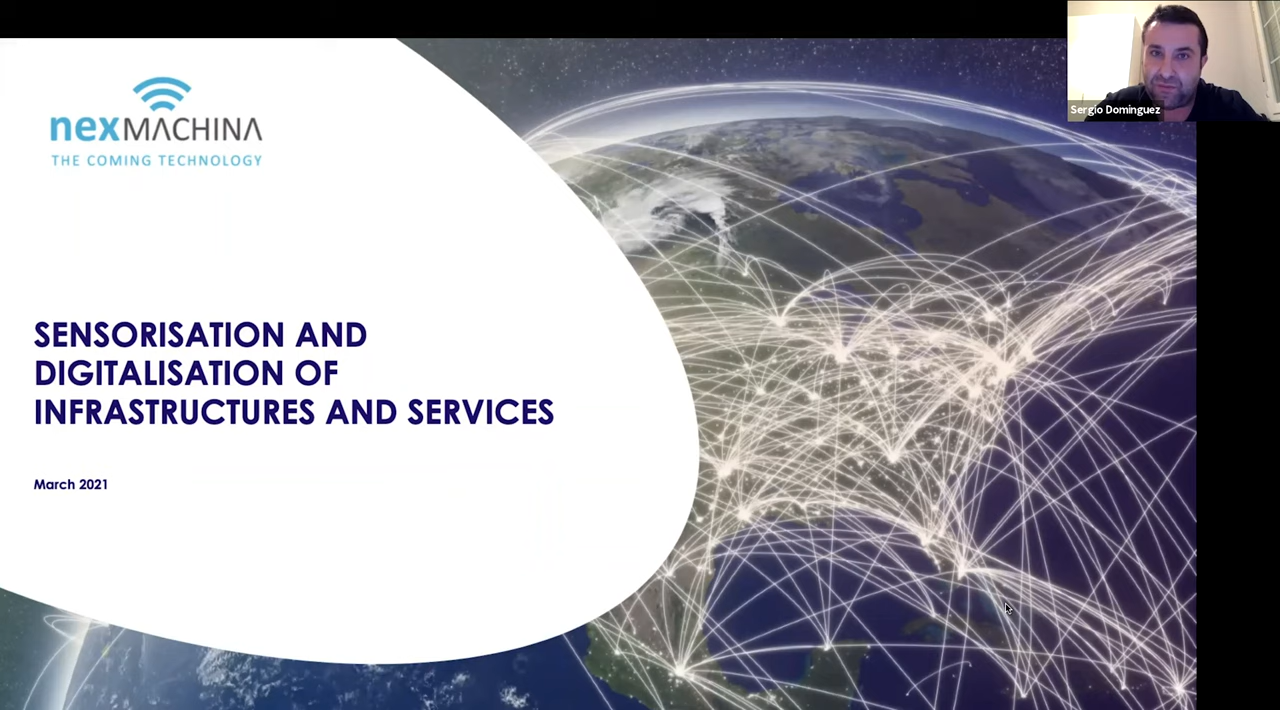 nexMACHINA
THE COMING TECHNOLOGY
Sergio Dominguez
SENSORISATION AND
DIGITALISATION OF
INFRASTRUCTURES AND SERVICES
March 2021